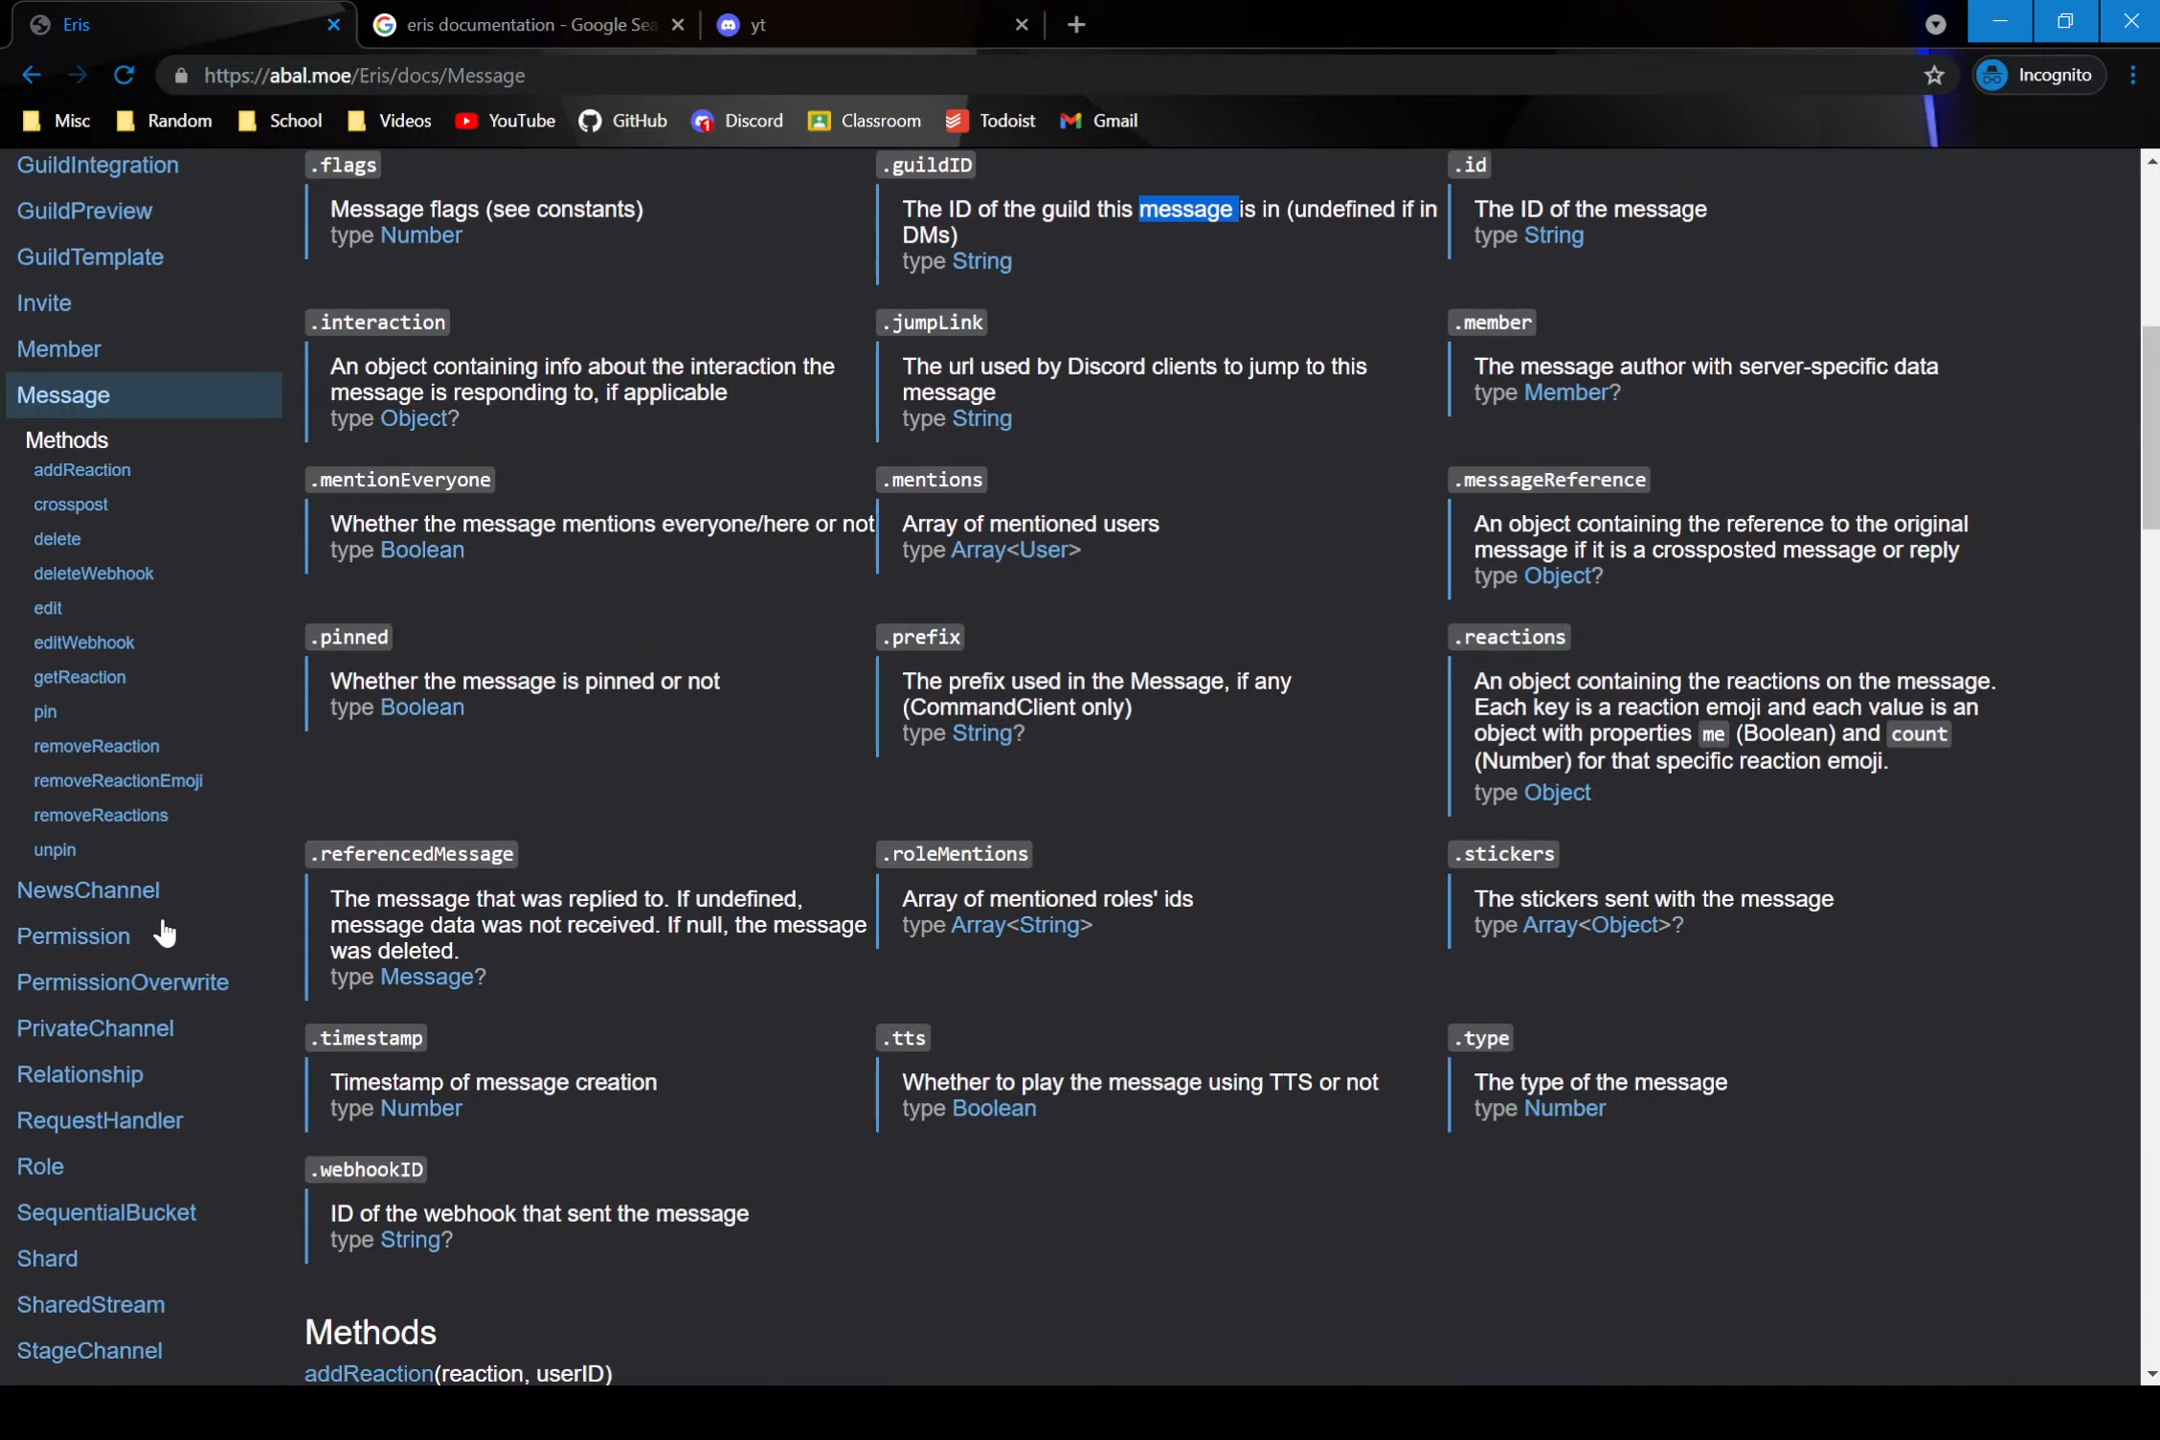 Eris
eris documentation - Google Sea
yt
https://abal.moe/Eris/docs/Message
Incognito
Misc
Random
School
Videos
YouTube
GitHub
Discord
Classroom
Todoist
Gmail
GuildIntegration
GuildPreview
GuildTemplate
Invite
Member
Message
Methods
addReaction
crosspost
delete
deleteWebhook
edit
editWebhook
getReaction
pin
removeReaction
removeReactionEmoji
removeReactions
unpin
NewsChannel
Permission
PermissionOverwrite
PrivateChannel
Relationship
RequestHandler
Role
SequentialBucket
Shard
SharedStream
StageChannel
.flags
Message flags (see constants)
type Number
.guildID
The ID of the guild this message is in (undefined if in
DMs)
type String
.id
The ID of the message
type String
.interaction
An object containing info about the interaction the
message is responding to, if applicable
type Object?
.jumpLink
The url used by Discord clients to jump to this
message
type String
.member
The message author with server-specific data
type Member?
.mentionEveryone
Whether the message mentions everyone/here or not
type Boolean
.mentions
Array of mentioned users
type Array<User>
.messageReference
An object containing the reference to the original
message if it is a crossposted message or reply
type Object?
.pinned
Whether the message is pinned or not
type Boolean
.prefix
The prefix used in the Message, if any
(CommandClient only)
type String?
.reactions
An object containing the reactions on the message.
Each key is a reaction emoji and each value is an
object with properties me (Boolean) and count
(Number) for that specific reaction emoji.
type Object
.referencedMessage
The message that was replied to. If undefined,
message data was not received. If null, the message
was deleted.
type Message?
.roleMentions
Array of mentioned roles' ids
type Array<String>
.stickers
The stickers sent with the message
type Array<Object>?
.timestamp
Timestamp of message creation
type Number
.tts
Whether to play the message using TTS or not
type Boolean
.type
The type of the message
type Number
.webhookID
ID of the webhook that sent the message
type String?
Methods
addReaction(reaction, userID)